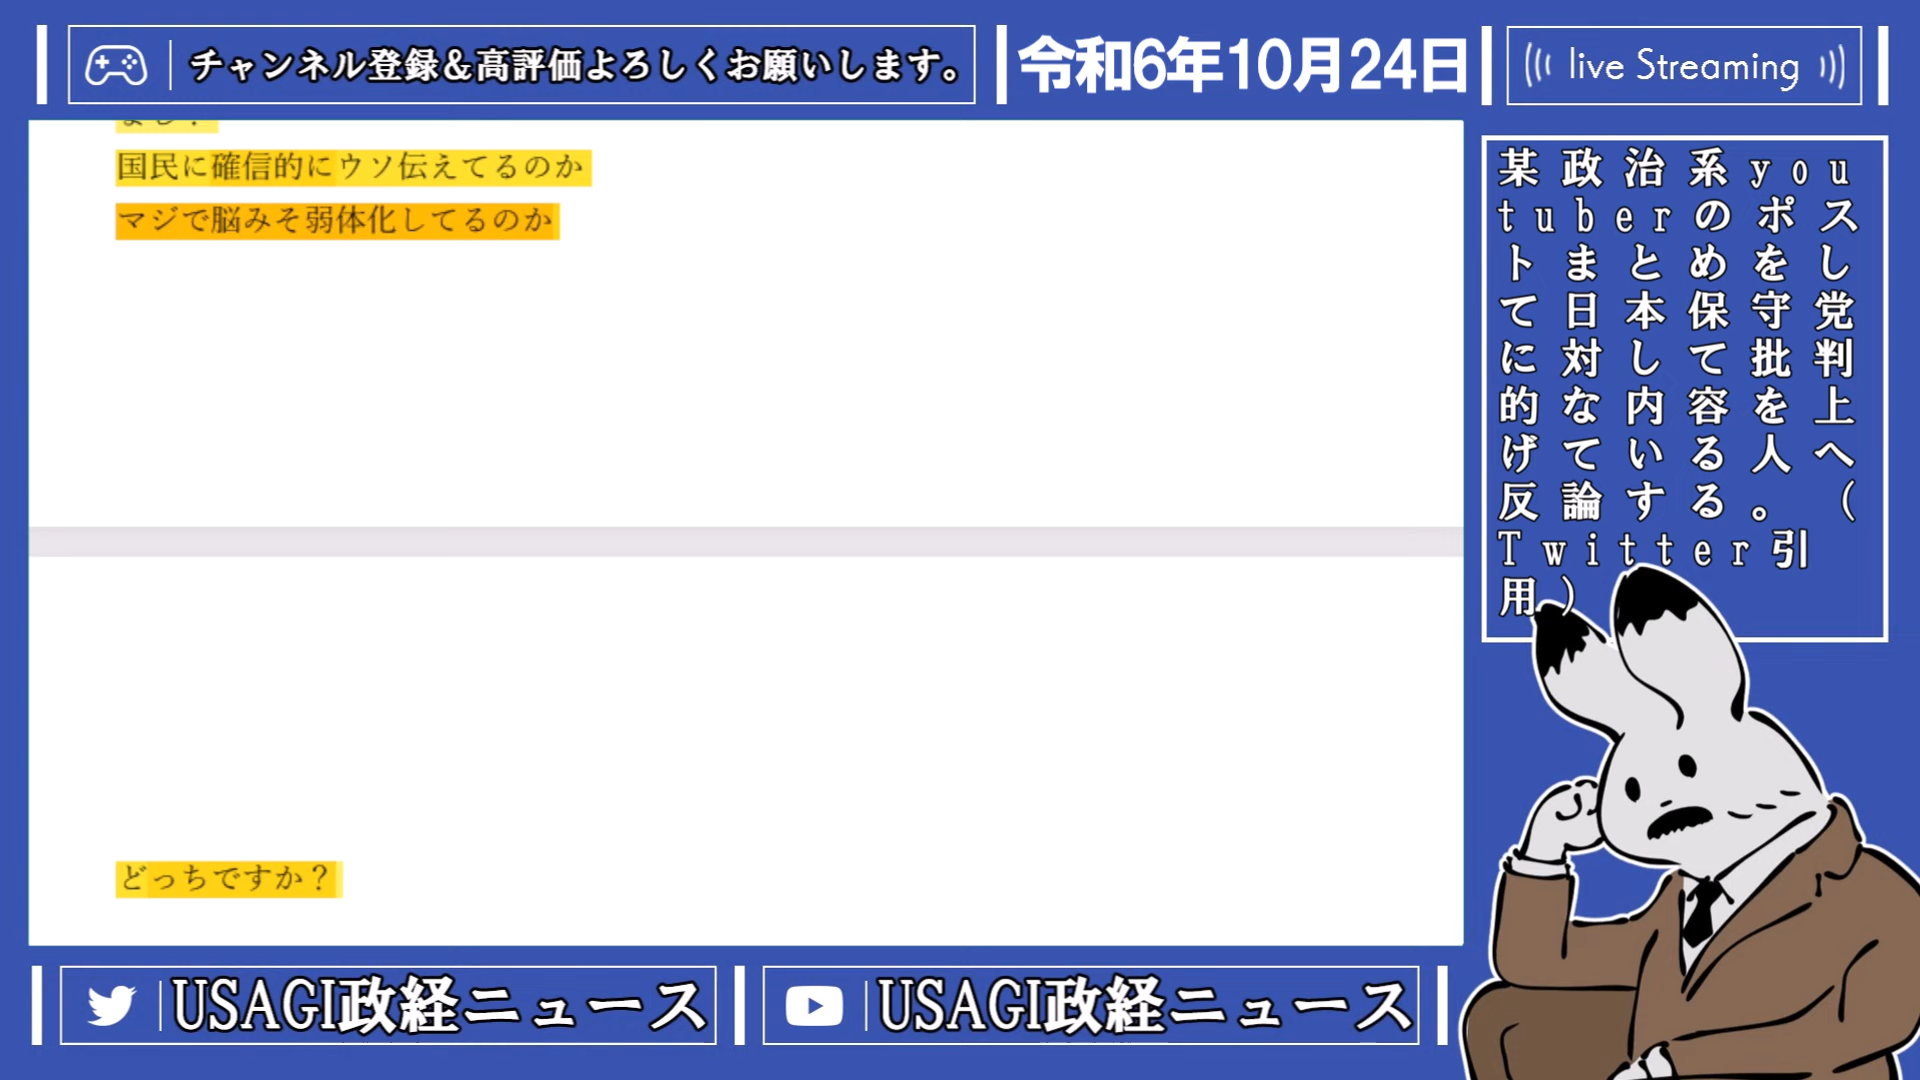 チャンネル登録＆高評価よろしくお願いします。
令和6年10月24日
live Streaming
国民に確信的にウソ伝えてるのか
マジで脳みそ弱体化してるのか
どっちですか？
某政治系you
tuberのポス
トまとめをし
て日本保守党
に対して批判
的な内容を上
げている人へ
反論する。（
Twitter引
用）
USAGI政経ニュース
USAGI政経ニュース